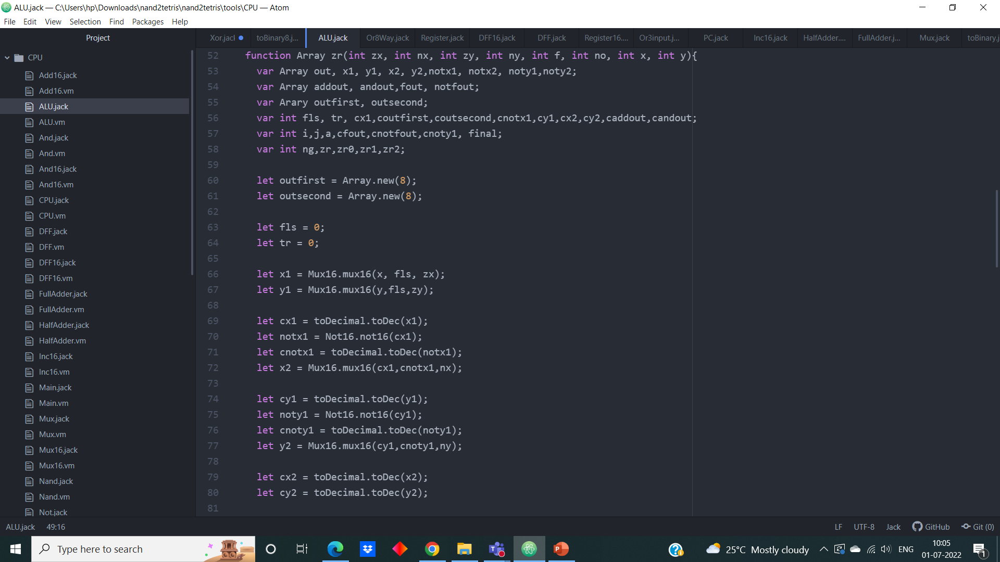 ALU.jack — C:\Users\hp\Downloads\nand2tetris\nand2tetris\tools\CPU — Atom
File Edit View Selection Find Packages Help
Project
Xor.jacl toBinary8.j... ALU.jack Or8Way.jack Register.jack DFF16.jack DFF.jack Register16.... Or3input.j... PC.jack Inc16.jack HalfAdder.... FullAdder.j... Mux.jack toBinary.j
CPU
Add16.jack
Add16.vm
ALU.jack
ALU.vm
And.jack
And.vm
And16.jack
And16.vm
CPU.jack
CPU.vm
DFF.jack
DFF.vm
DFF16.jack
DFF16.vm
FullAdder.jack
FullAdder.vm
HalfAdder.jack
HalfAdder.vm
Inc16.jack
Inc16.vm
Main.jack
Main.vm
Mux.jack
Mux.vm
Mux16.jack
Mux16.vm
Nand.jack
Nand.vm
Not.jack
52 function Array zr(int zx, int nx, int zy, int ny, int f, int no, int x, int y){
53 var Array out, x1, y1, x2, y2,notx1, notx2, noty1,noty2;
54 var Array addout, andout,fout, notfout;
55 var Arary outfirst, outsecond;
56 var int fls, tr, cx1,coutfirst,coutsecond,cnotx1,cy1,cx2,cy2,caddout,candout;
57 var int i,j,a,cfout,cnotfout,cnoty1, final;
58 var int ng,zr,zr0,zr1,zr2;
59
60 let outfirst = Array.new(8);
61 let outsecond = Array.new(8);
62
63 let fls = 0;
64 let tr = 0;
65
66 let x1 = Mux16.mux16(x, fls, zx);
67 let y1 = Mux16.mux16(y,fls,zy);
68
69 let cx1 = toDecimal.toDec(x1);
70 let notx1 = Not16.not16(cx1);
71 let cnotx1 = toDecimal.toDec(notx1);
72 let x2 = Mux16.mux16(cx1,cnotx1,nx);
73
74 let cy1 = toDecimal.toDec(y1);
75 let noty1 = Not16.not16(cy1);
76 let cnoty1 = toDecimal.toDec(noty1);
77 let y2 = Mux16.mux16(cy1,cnoty1,ny);
78
79 let cx2 = toDecimal.toDec(x2);
80 let cy2 = toDecimal.toDec(y2);
81
ALU.jack 49:16 LF UTF-8 Jack GitHub Git (0)
Type here to search 25°C Mostly cloudy ENG 10:05
01-07-2022 1